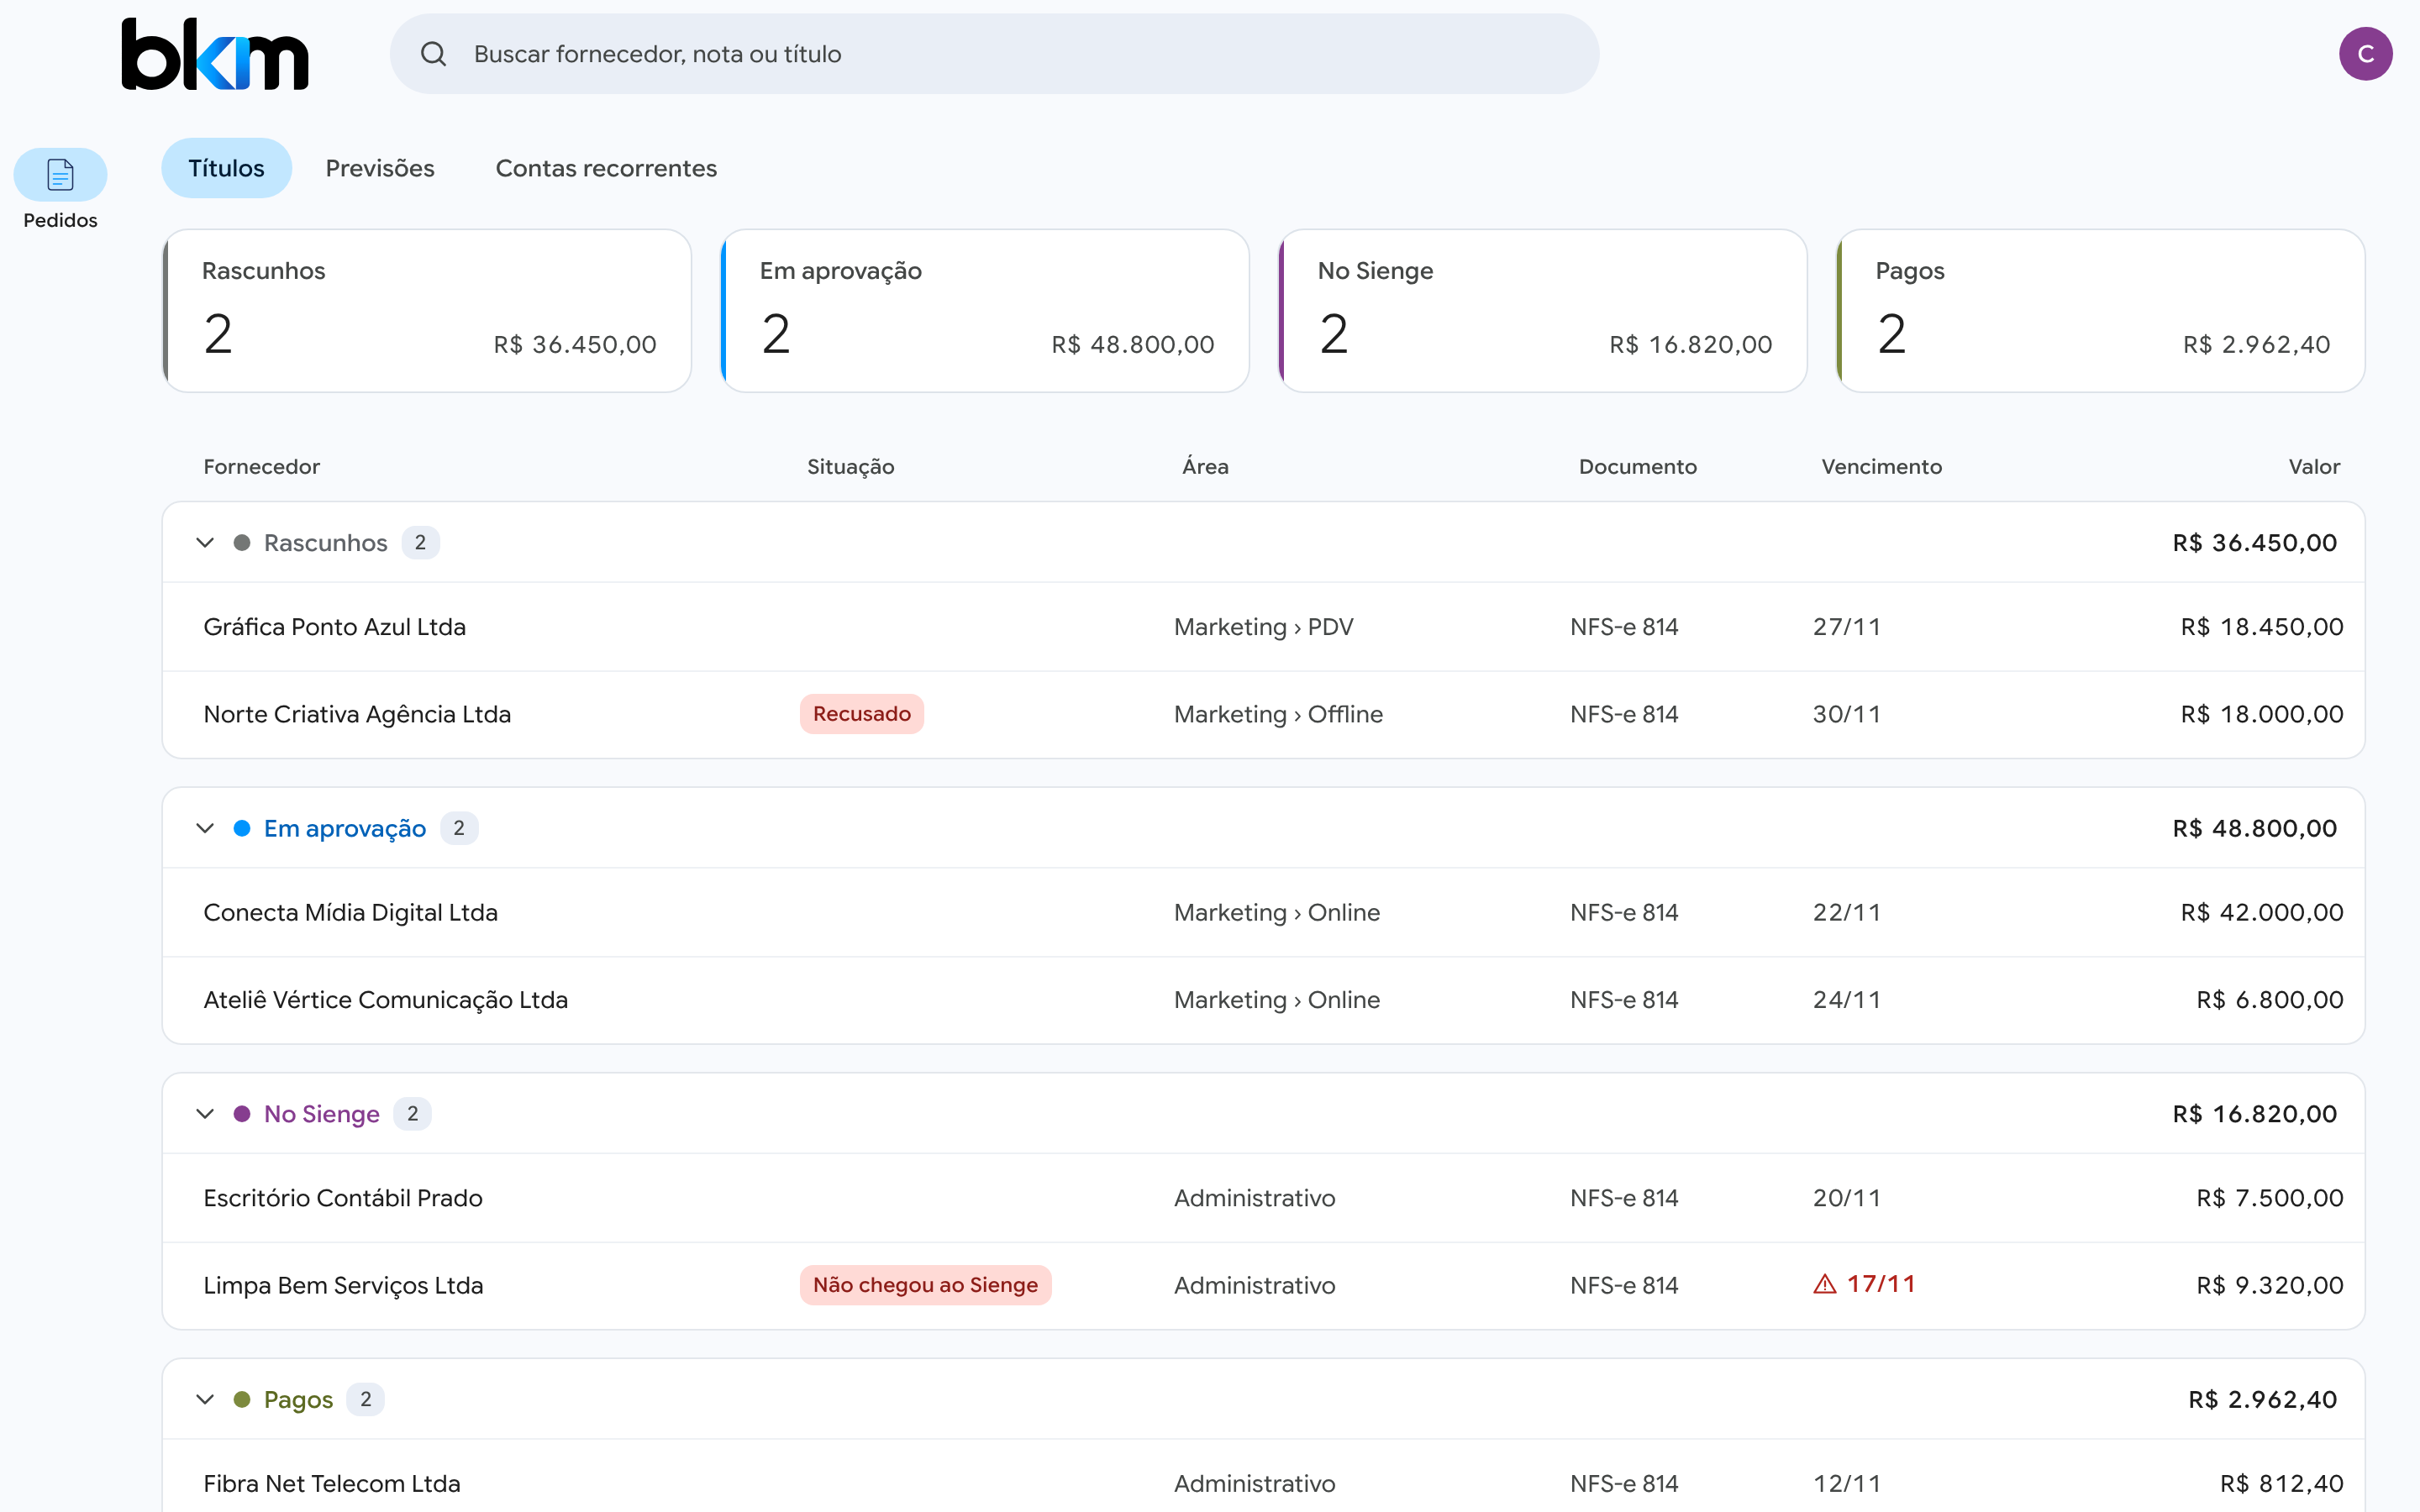 bkm
Buscar fornecedor, nota ou título
C
Pedidos
Títulos Previsões Contas recorrentes
Rascunhos
2 R$ 36.450,00
Em aprovação
2 R$ 48.800,00
No Sienge
2 R$ 16.820,00
Pagos
2 R$ 2.962,40
Fornecedor Situação Área Documento Vencimento Valor
Rascunhos 2 R$ 36.450,00
Gráfica Ponto Azul Ltda Marketing › PDV NFS-e 814 27/11 R$ 18.450,00
Norte Criativa Agência Ltda Recusado Marketing › Offline NFS-e 814 30/11 R$ 18.000,00
Em aprovação 2 R$ 48.800,00
Conecta Mídia Digital Ltda Marketing › Online NFS-e 814 22/11 R$ 42.000,00
Ateliê Vértice Comunicação Ltda Marketing › Online NFS-e 814 24/11 R$ 6.800,00
No Sienge 2 R$ 16.820,00
Escritório Contábil Prado Administrativo NFS-e 814 20/11 R$ 7.500,00
Limpa Bem Serviços Ltda Não chegou ao Sienge Administrativo NFS-e 814 17/11 R$ 9.320,00
Pagos 2 R$ 2.962,40
Fibra Net Telecom Ltda Administrativo NFS-e 814 12/11 R$ 812,40